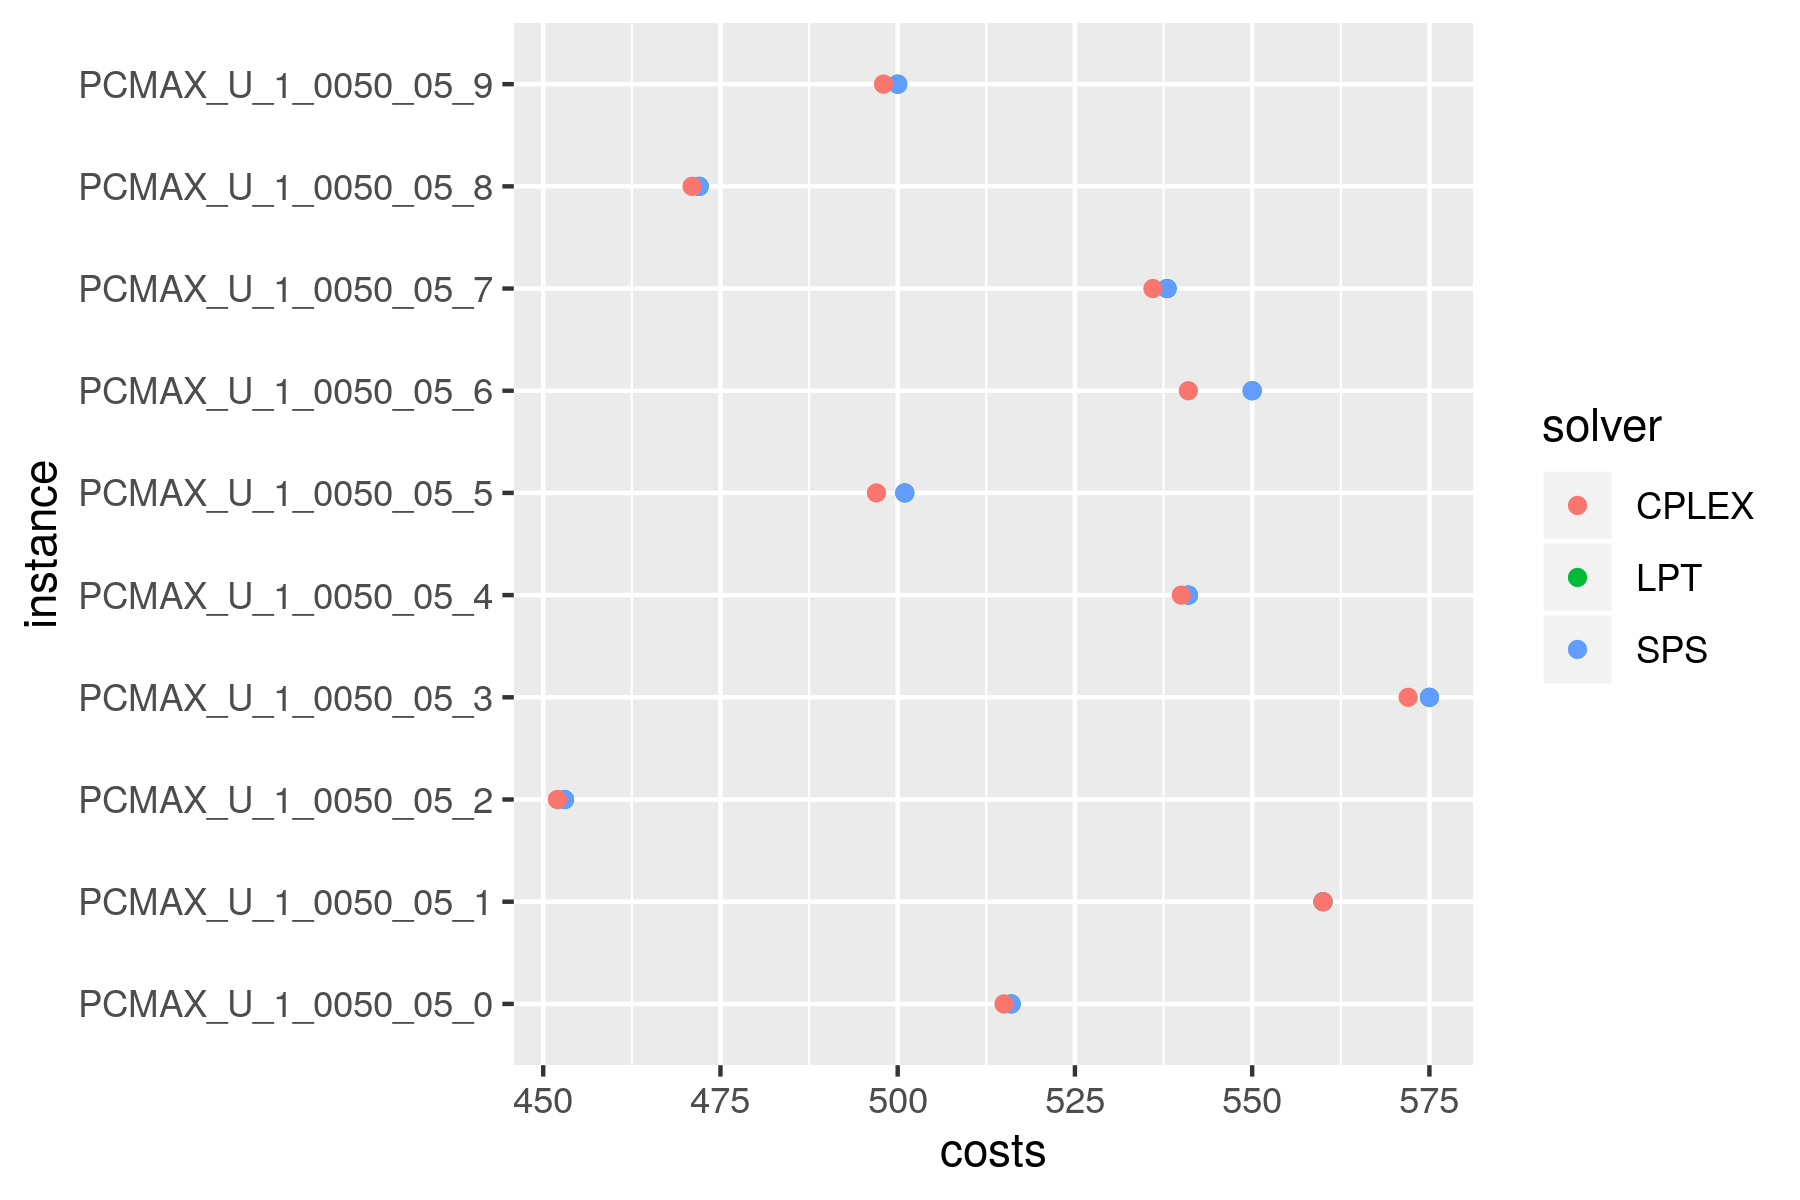 PCMAX_U_1_0050_05_9
PCMAX_U_1_0050_05_8
PCMAX_U_1_0050_05_7
PCMAX_U_1_0050_05_6
PCMAX_U_1_0050_05_5
PCMAX_U_1_0050_05_4
PCMAX_U_1_0050_05_3
PCMAX_U_1_0050_05_2
PCMAX_U_1_0050_05_1
PCMAX_U_1_0050_05_0
instance
450 475 500 525 550 575
costs
solver
CPLEX
LPT
SPS